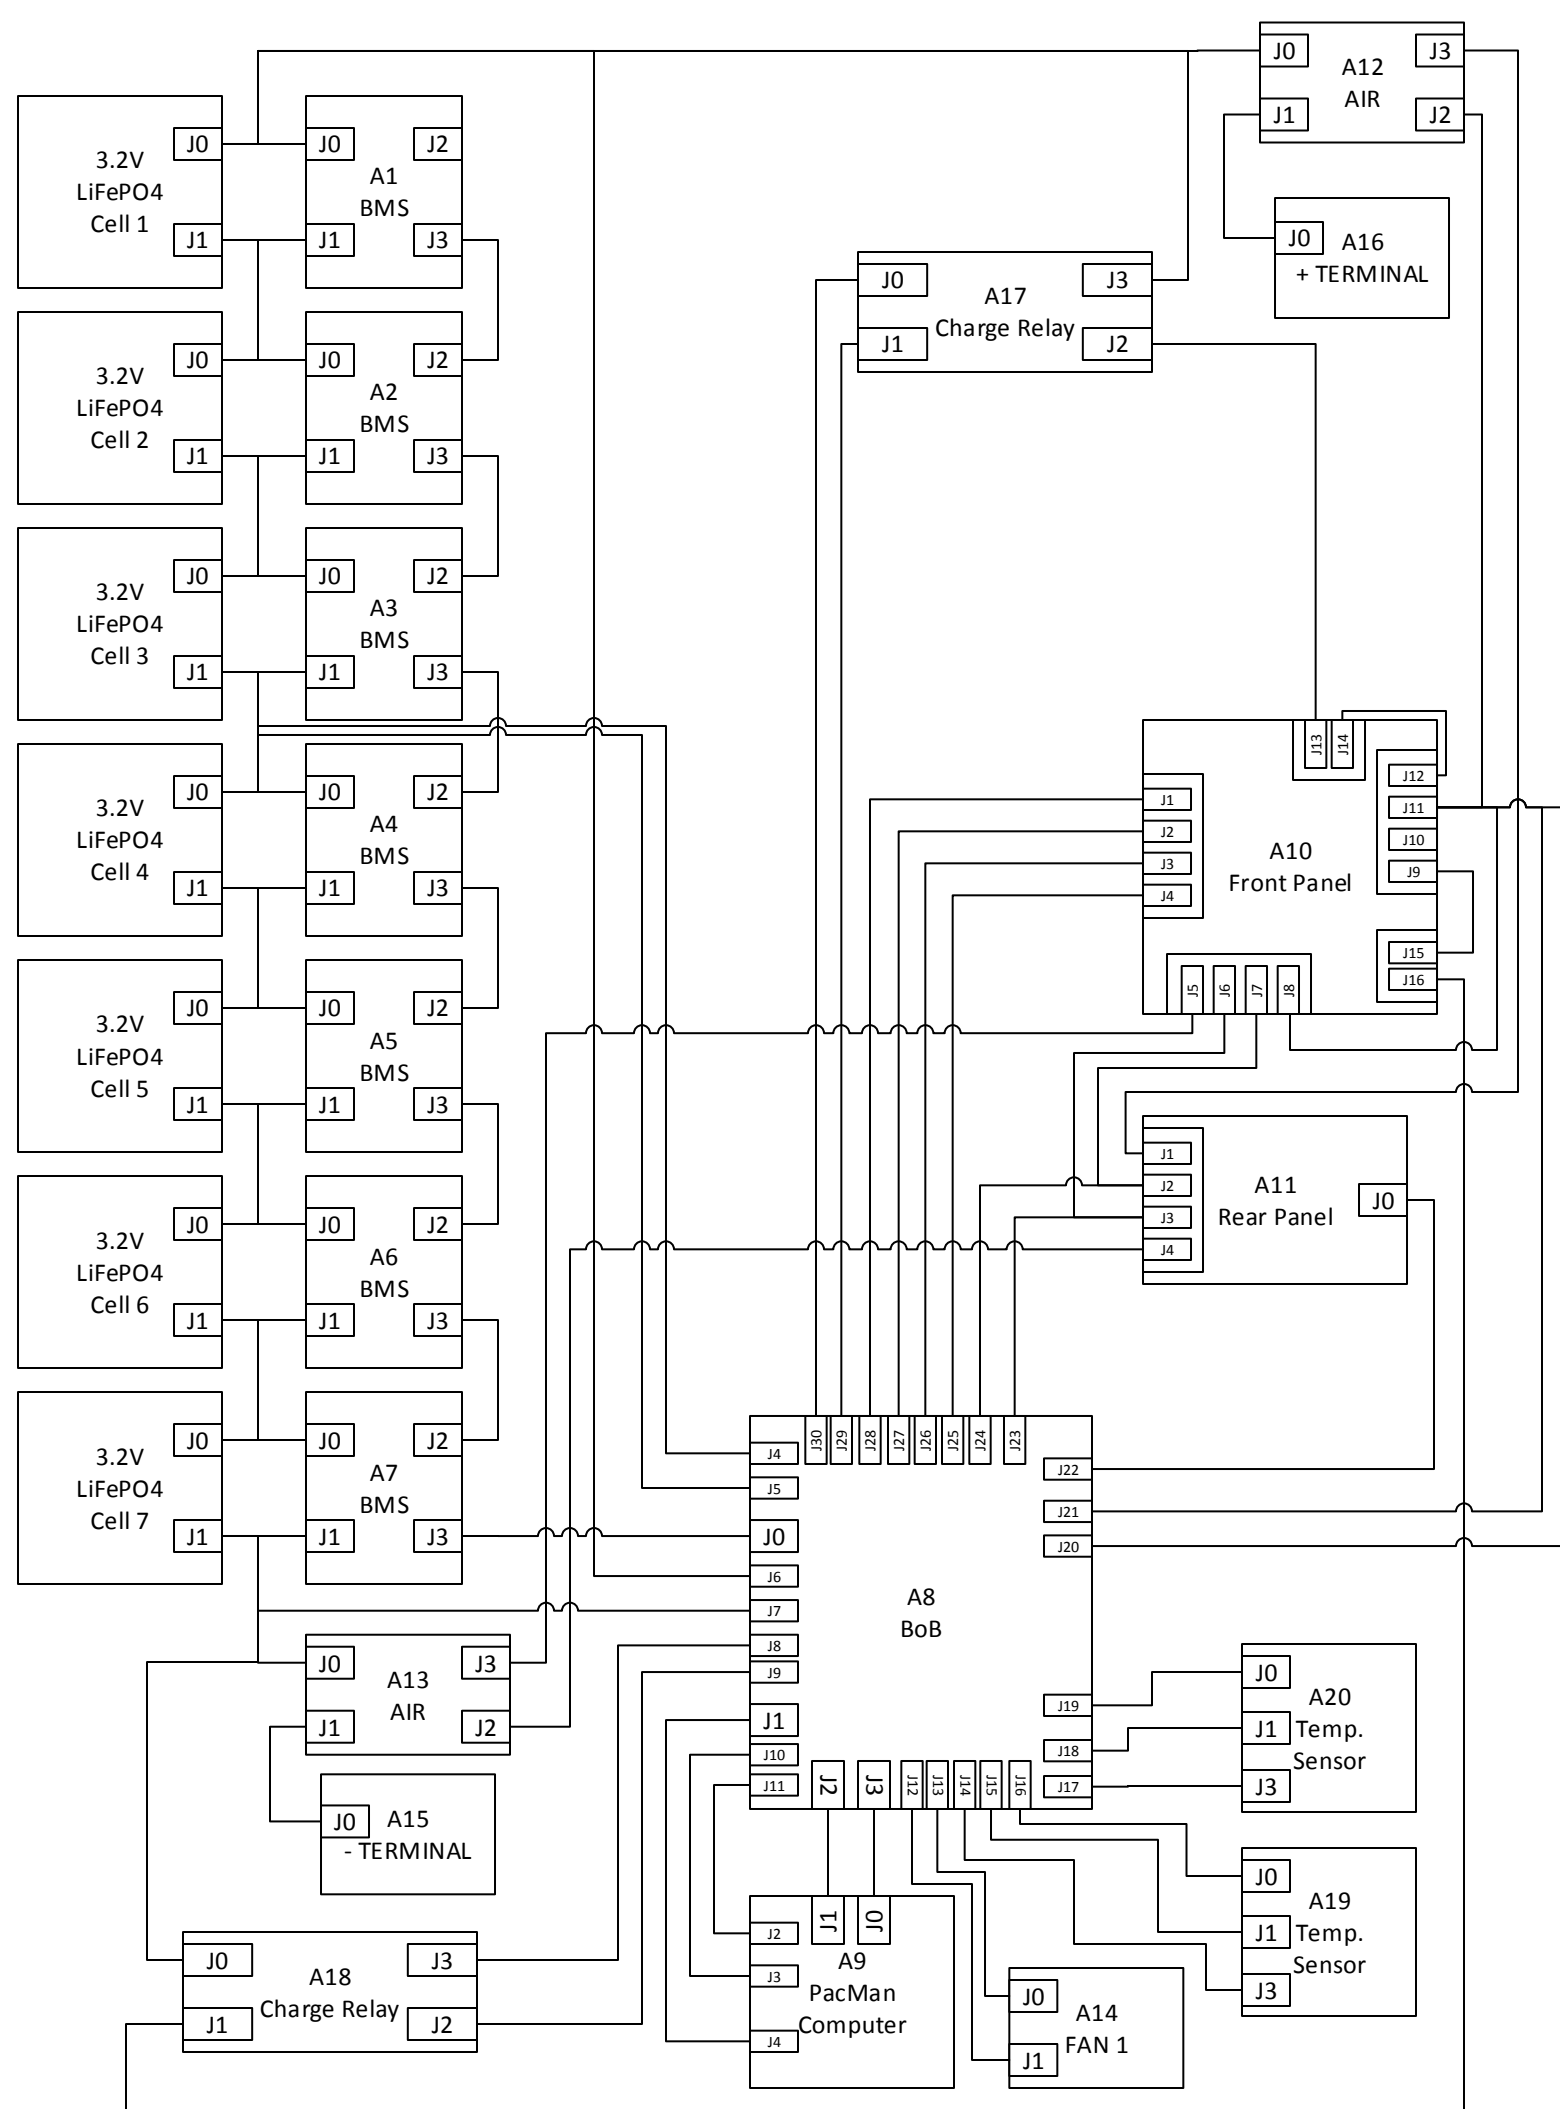 J0
J3
A12
AIR
J1
J2
J0
A16
+ TERMINAL
3.2V
LiFePO4
Cell 1
J0
J1
J0
J2
A1
BMS
J1
J3
J0
J3
A17
Charge Relay
J1
J2
3.2V
LiFePO4
Cell 2
J0
J1
J0
J2
A2
BMS
J1
J3
3.2V
LiFePO4
Cell 3
J0
J1
J0
J2
A3
BMS
J1
J3
3.2V
LiFePO4
Cell 4
J0
J1
J0
J2
A4
BMS
J1
J3
J13
J14
J12
J11
J10
J9
J1
J2
J3
J4
A10
Front Panel
J15
J16
J5
J6
J7
J8
3.2V
LiFePO4
Cell 5
J0
J1
J0
J2
A5
BMS
J1
J3
J1
J2
J3
J4
A11
Rear Panel
J0
3.2V
LiFePO4
Cell 6
J0
J1
J0
J2
A6
BMS
J1
J3
3.2V
LiFePO4
Cell 7
J0
J1
J0
J2
A7
BMS
J1
J3
J30
J29
J28
J27
J26
J25
J24
J23
J4
J5
J0
J6
J7
J8
J9
J1
J10
J11
A8
BoB
J22
J21
J20
J19
J18
J17
J2
J3
J12
J13
J14
J15
J16
J0
J3
A13
AIR
J1
J2
J0
A15
- TERMINAL
J0
A20
J1
Temp.
Sensor
J3
J0
A19
J1
Temp.
Sensor
J3
J1
J0
J2
A9
J3
PacMan
Computer
J4
J0
A14
FAN 1
J1
J0
J3
A18
Charge Relay
J1
J2